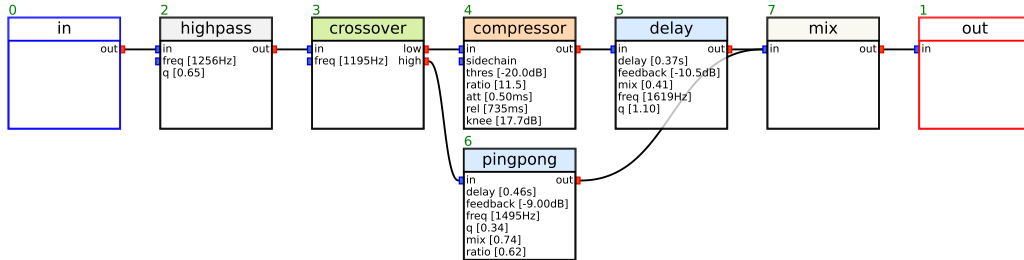 0
in
out
2
highpass
in out
freq [1256Hz]
q [0.65]
3
crossover
in low
freq [1195Hz] high
4
compressor
in out
sidechain
thres [-20.0dB]
ratio [11.5]
att [0.50ms]
rel [735ms]
knee [17.7dB]
5
delay
in out
delay [0.37s]
feedback [-10.5dB]
mix [0.41]
freq [1619Hz]
q [1.10]
7
mix
in out
1
out
in
6
pingpong
in out
delay [0.46s]
feedback [-9.00dB]
freq [1495Hz]
q [0.34]
mix [0.74]
ratio [0.62]